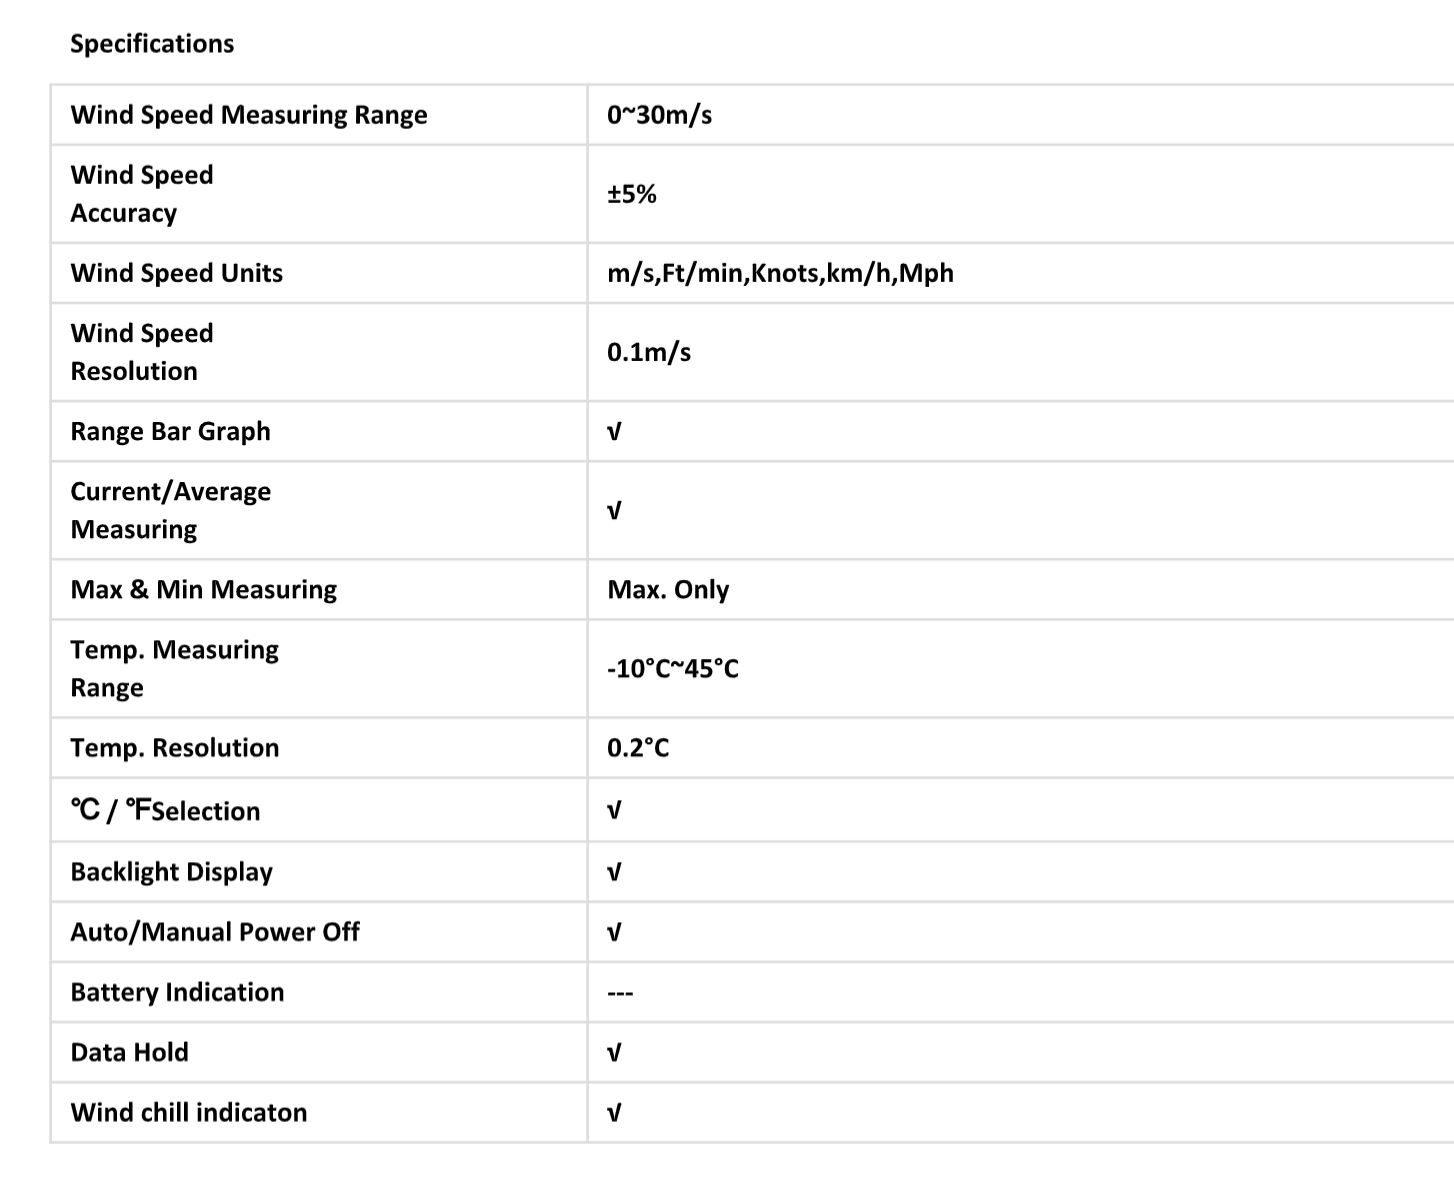 Specifications
Wind Speed Measuring Range
0~30m/s
Wind Speed
Accuracy
±5%
Wind Speed Units
m/s,Ft/min,Knots,km/h,Mph
Wind Speed
Resolution
0.1m/s
Range Bar Graph
√
Current/Average
Measuring
√
Max & Min Measuring
Max. Only
Temp. Measuring
Range
-10°C~45°C
Temp. Resolution
0.2°C
℃ / ℉Selection
√
Backlight Display
√
Auto/Manual Power Off
√
Battery Indication
---
Data Hold
√
Wind chill indicaton
√